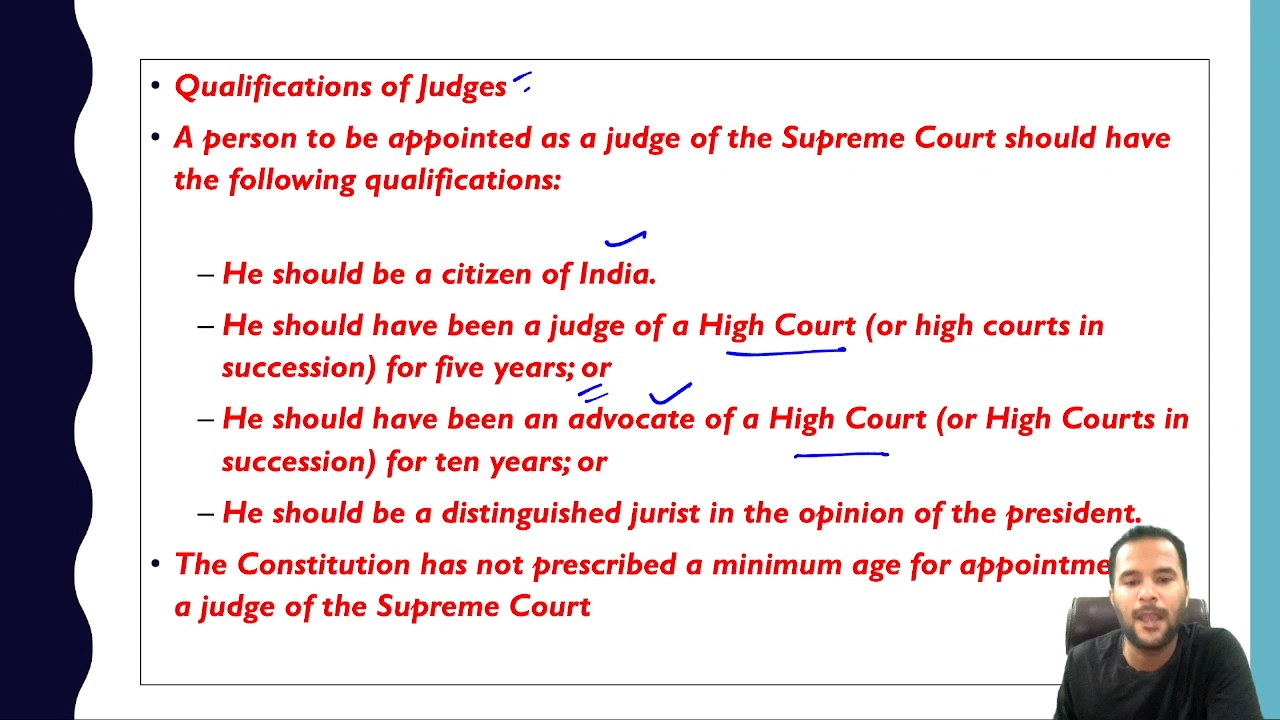 • Qualifications of Judges
• A person to be appointed as a judge of the Supreme Court should have
the following qualifications:
– He should be a citizen of India.
– He should have been a judge of a High Court (or high courts in
succession) for five years; or
– He should have been an advocate of a High Court (or High Courts in
succession) for ten years; or
– He should be a distinguished jurist in the opinion of the president.
• The Constitution has not prescribed a minimum age for
a judge of the Supreme Court